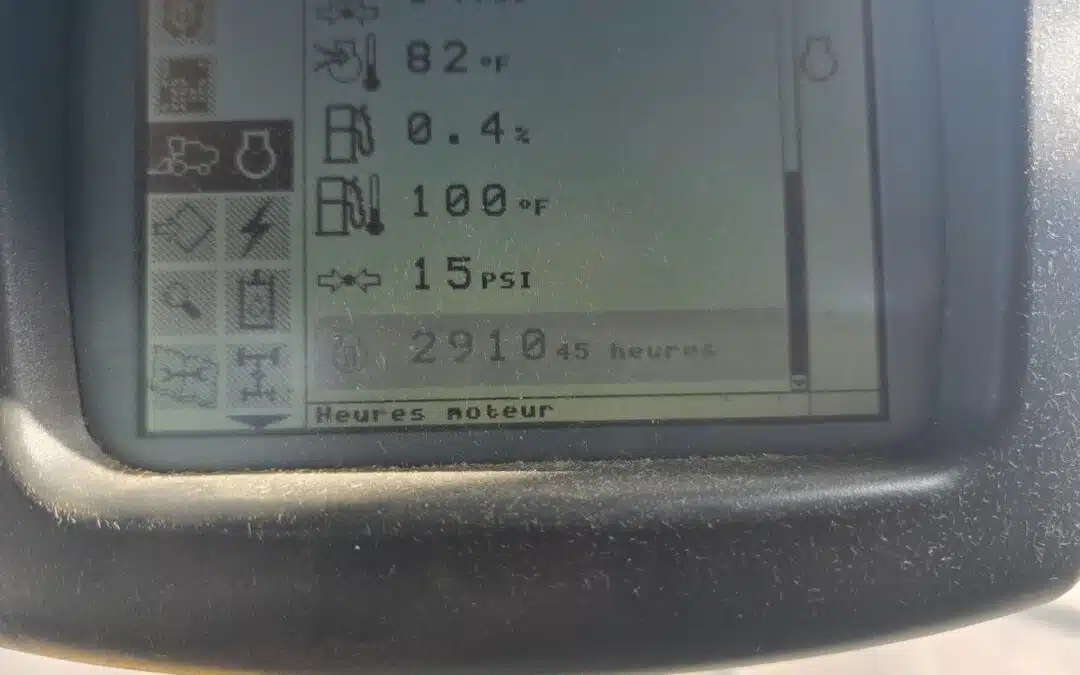 82 °F
0.4 %
100 °F
15 PSI
2910 45 heures
Heures moteur